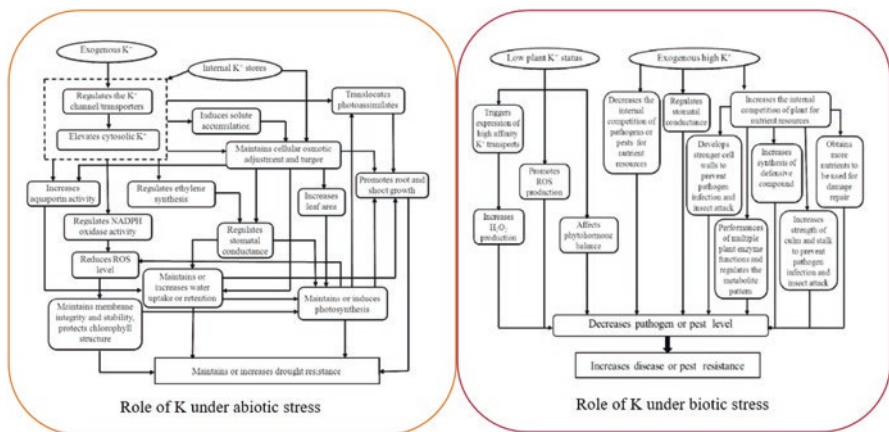 Exogenous K⁺
Internal K⁺ stores
Regulates the K⁺
channel transporters
Elevates cytosolic K⁺
Induces solute
accumulation
Translocates
photoassimilates
Maintains cellular osmotic
adjustment and turgor
Increases
aquaporin activity
Regulates ethylene
synthesis
Increases
leaf area
Promotes root and
shoot growth
Regulates NADPH
oxidase activity
Regulates
stomatal
conductance
Reduces ROS
level
Maintains or
increases water
uptake or retention
Maintains or induces
photosynthesis
Maintains membrane
integrity and stability,
protects chlorophyll
structure
Maintains or increases drought resistance
Role of K under abiotic stress
Low plant K⁺ status
Exogenous high K⁺
Triggers
expression of
high affinity
K⁺ transports
Decreases the
internal
competition of
pathogens or
pests for
nutrient
resources
Regulates
stomatal
conductance
Increases the internal
competition of plant for
nutrient resources
Promotes ROS
production
Develops
stronger cell
walls to
prevent
pathogen
infection and
insect attack
Increases
synthesis of
defensive
compound
Obtains
more
nutrients to
be used for
damage
repair
Increases
H₂O₂
production
Affects
phytohormone
balance
Performances
of multiple
plant enzyme
functions and
regulates the
metabolite
pattern
Increases
strength of
culm and stalk
to prevent
pathogen
infection and
insect attack
Decreases pathogen or pest level
Increases disease or pest resistance
Role of K under biotic stress